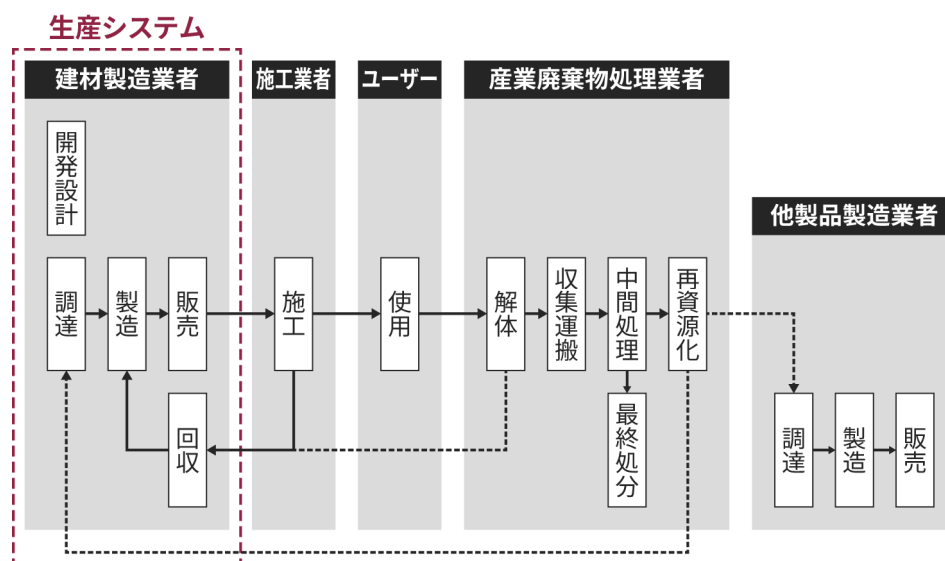 生産システム
建材製造業者
施工業者
ユーザー
産業廃棄物処理業者
他製品製造業者
開発設計
調達
製造
販売
施工
使用
解体
収集運搬
中間処理
再資源化
回収
最終処分
調達
製造
販売